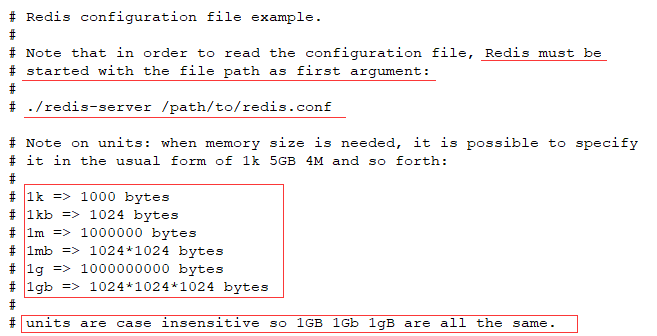 # Redis configuration file example.
#
# Note that in order to read the configuration file, Redis must be
# started with the file path as first argument:
#
# ./redis-server /path/to/redis.conf

# Note on units: when memory size is needed, it is possible to specify
# it in the usual form of 1k 5GB 4M and so forth:
#
# 1k => 1000 bytes
# 1kb => 1024 bytes
# 1m => 1000000 bytes
# 1mb => 1024*1024 bytes
# 1g => 1000000000 bytes
# 1gb => 1024*1024*1024 bytes
#
# units are case insensitive so 1GB 1Gb 1gB are all the same.